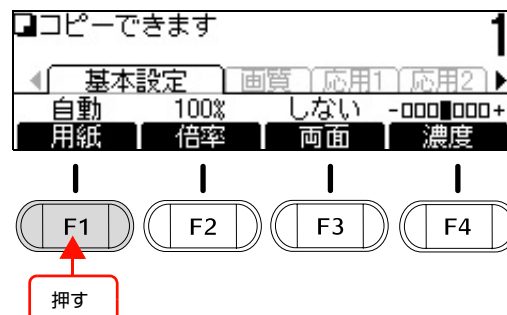 コピーできます 1
基本設定 画質 応用1 応用2
自動 100% しない -□□□■□□□+
用紙 倍率 両面 濃度
F1 F2 F3 F4
押す